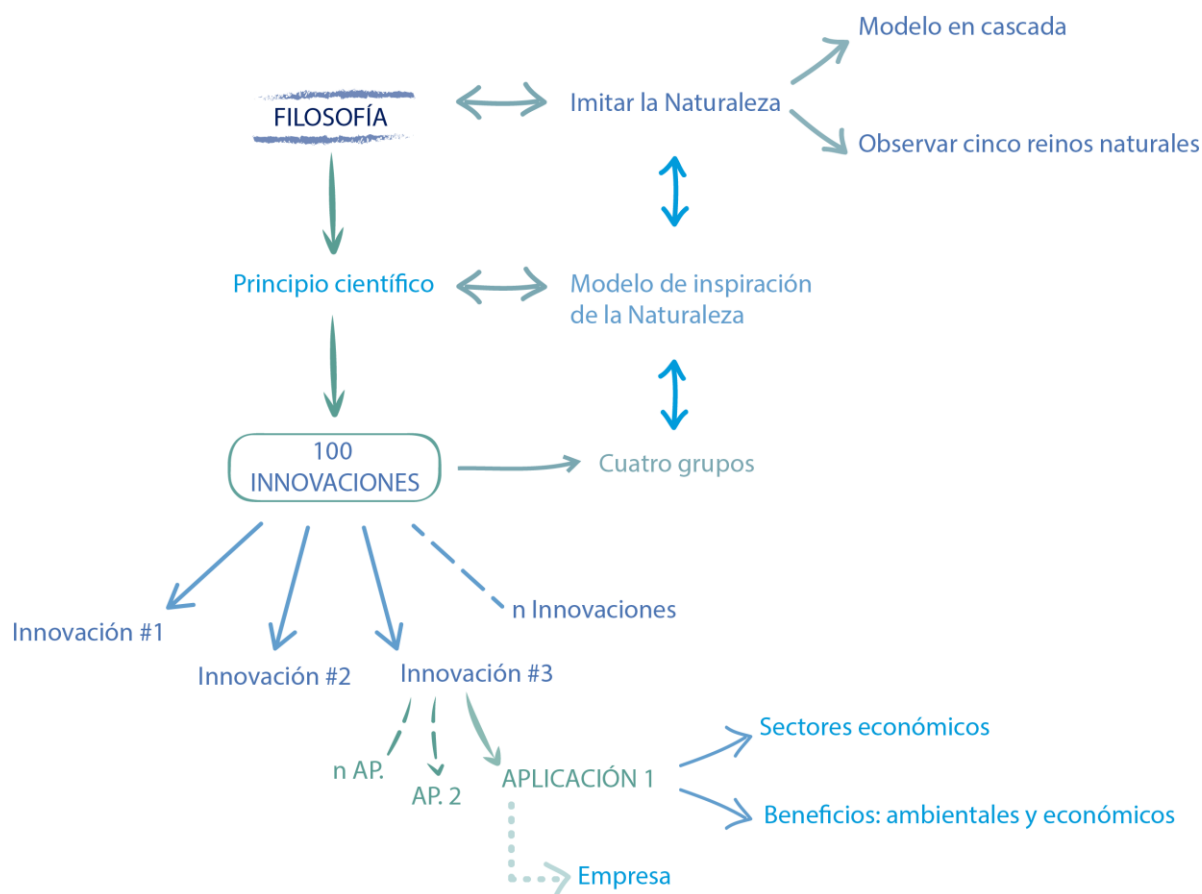 Modelo en cascada
FILOSOFÍA
Imitar la Naturaleza
Observar cinco reinos naturales
Principio científico
Modelo de inspiración
de la Naturaleza
100
INNOVACIONES
Cuatro grupos
n Innovaciones
Innovación #1
Innovación #2
Innovación #3
Sectores económicos
n AP.
AP. 2
APLICACIÓN 1
Beneficios: ambientales y económicos
Empresa